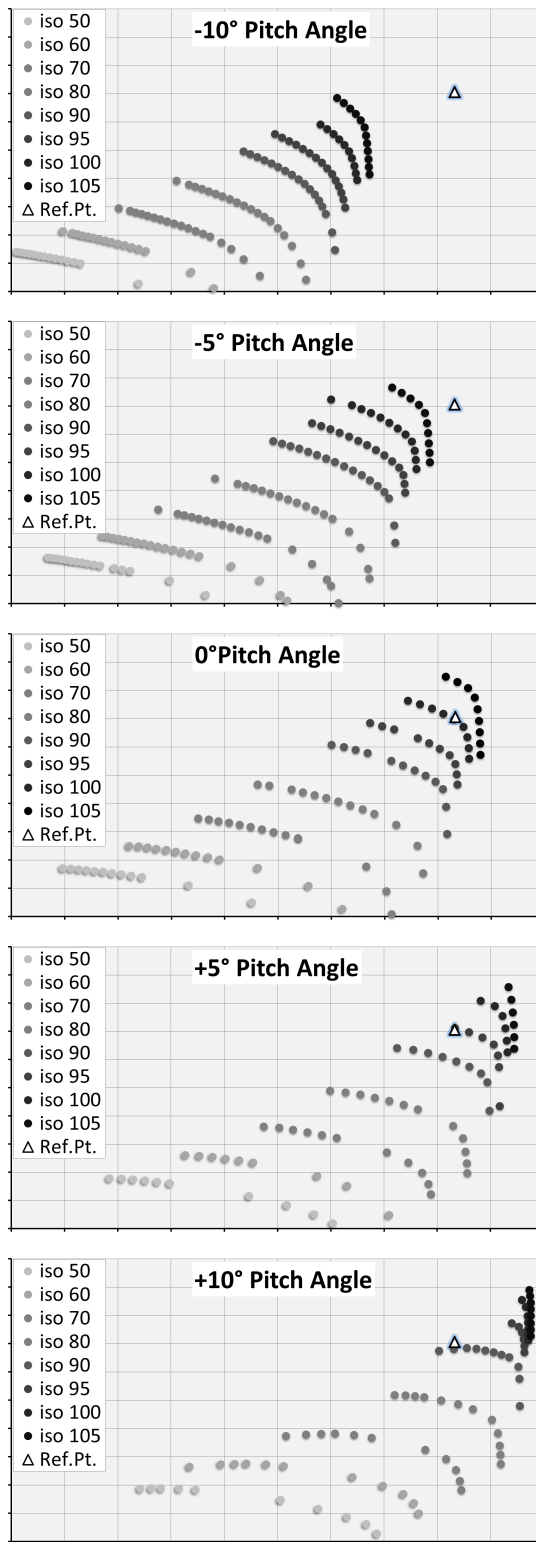 -10° Pitch Angle
iso 50
iso 60
iso 70
iso 80
iso 90
iso 95
iso 100
iso 105
Ref.Pt.
-5° Pitch Angle
iso 50
iso 60
iso 70
iso 80
iso 90
iso 95
iso 100
iso 105
Ref.Pt.
0°Pitch Angle
iso 50
iso 60
iso 70
iso 80
iso 90
iso 95
iso 100
iso 105
Ref.Pt.
+5° Pitch Angle
iso 50
iso 60
iso 70
iso 80
iso 90
iso 95
iso 100
iso 105
Ref.Pt.
+10° Pitch Angle
iso 50
iso 60
iso 70
iso 80
iso 90
iso 95
iso 100
iso 105
Ref.Pt.